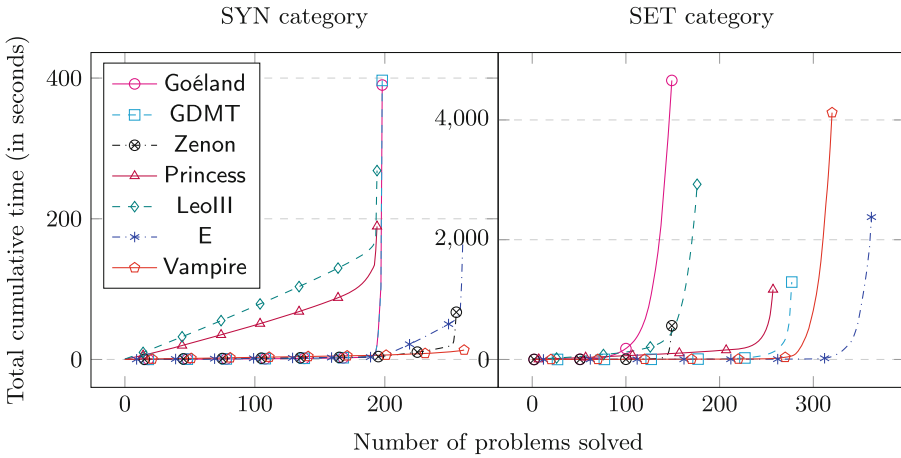 SYN category
SET category
Total cumulative time (in seconds)
400
200
0
Goéland
GDMT
Zenon
Princess
LeoIII
E
Vampire
0
100
200
4,000
2,000
0
0
100
200
300
Number of problems solved